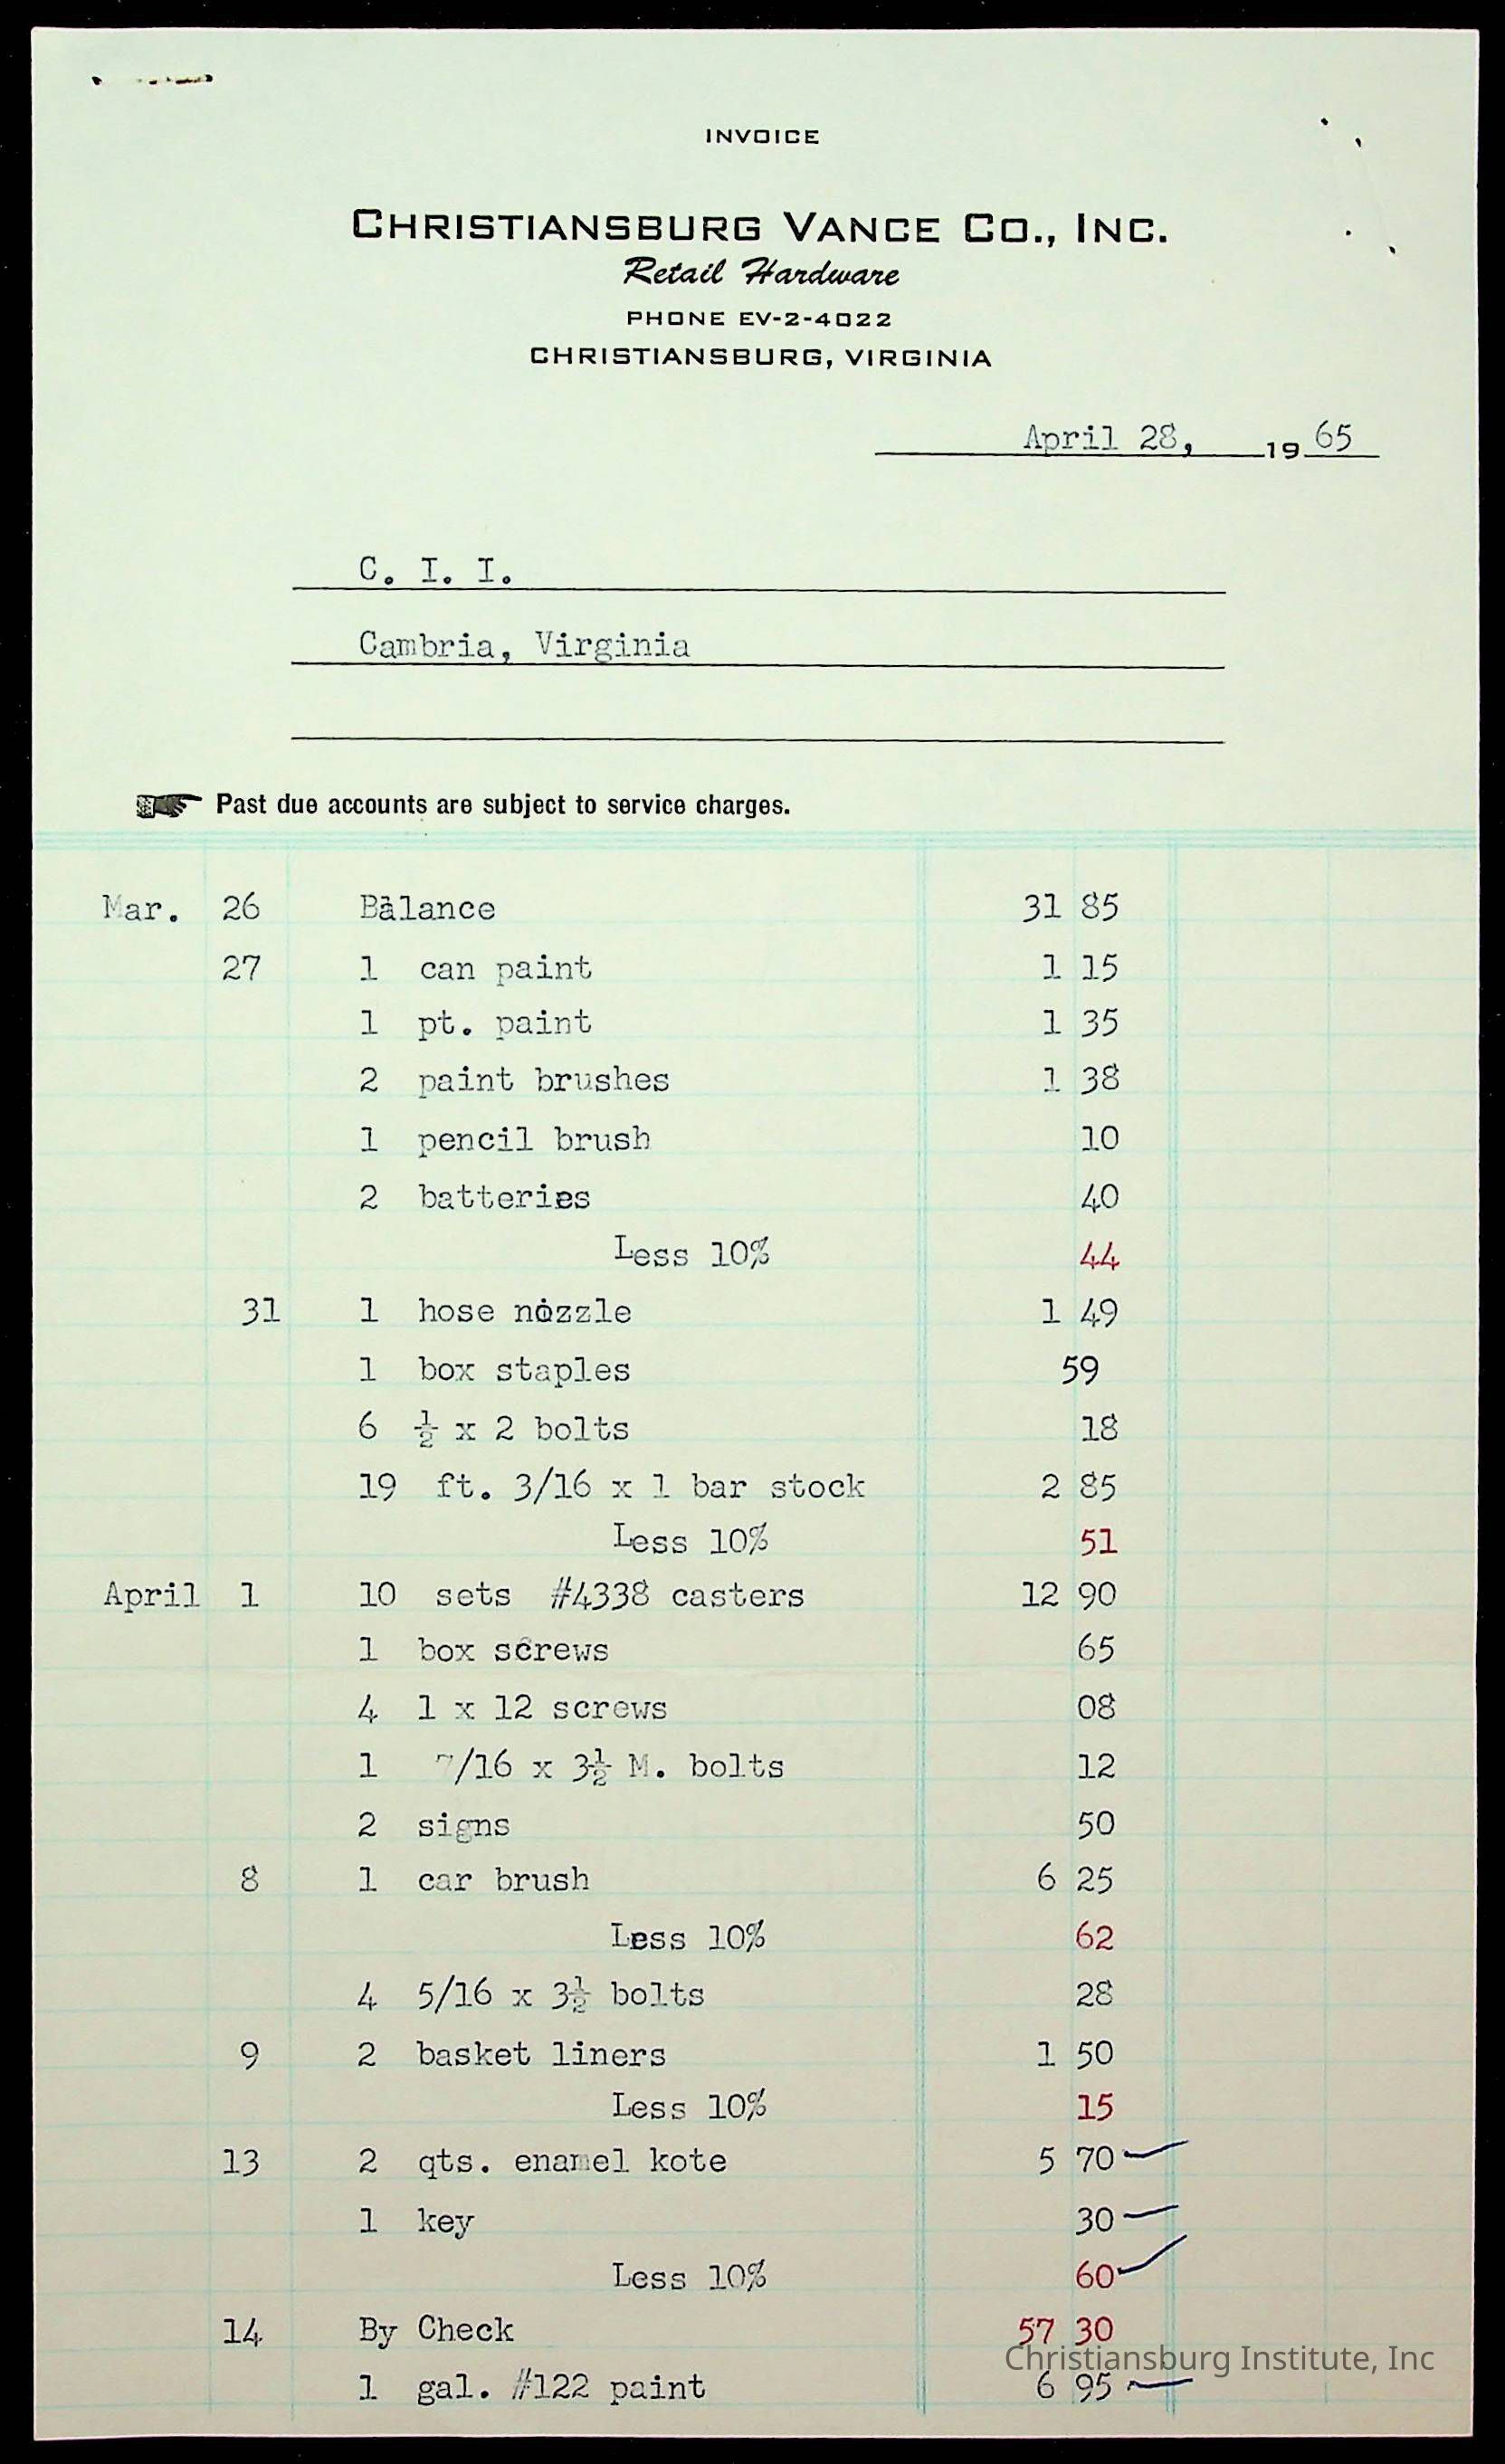 INVOICE
CHRISTIANSBURG VANCE CO., INC.
Retail Hardware
PHONE EV-2-4022
CHRISTIANSBURG, VIRGINIA
April 28, 19 65
C. I. I.
Cambria, Virginia
Past due accounts are subject to service charges.
Mar. 26 Balance 31 85
27 1 can paint 1 15
1 pt. paint 1 35
2 paint brushes 1 38
1 pencil brush 10
2 batteries 40
Less 10% 44
31 1 hose nozzle 1 49
1 box staples 59
6 ½ x 2 bolts 18
19 ft. 3/16 x 1 bar stock 2 85
Less 10% 51
April 1 10 sets #4338 casters 12 90
1 box screws 65
4 1 x 12 screws 08
1 7/16 x 3½ M. bolts 12
2 signs 50
8 1 car brush 6 25
Less 10% 62
4 5/16 x 3½ bolts 28
9 2 basket liners 1 50
Less 10% 15
13 2 qts. enamel kote 5 70
1 key 30
Less 10% 60
14 By Check 57 30
Christiansburg Institute, Inc
1 gal. #122 paint 6 95